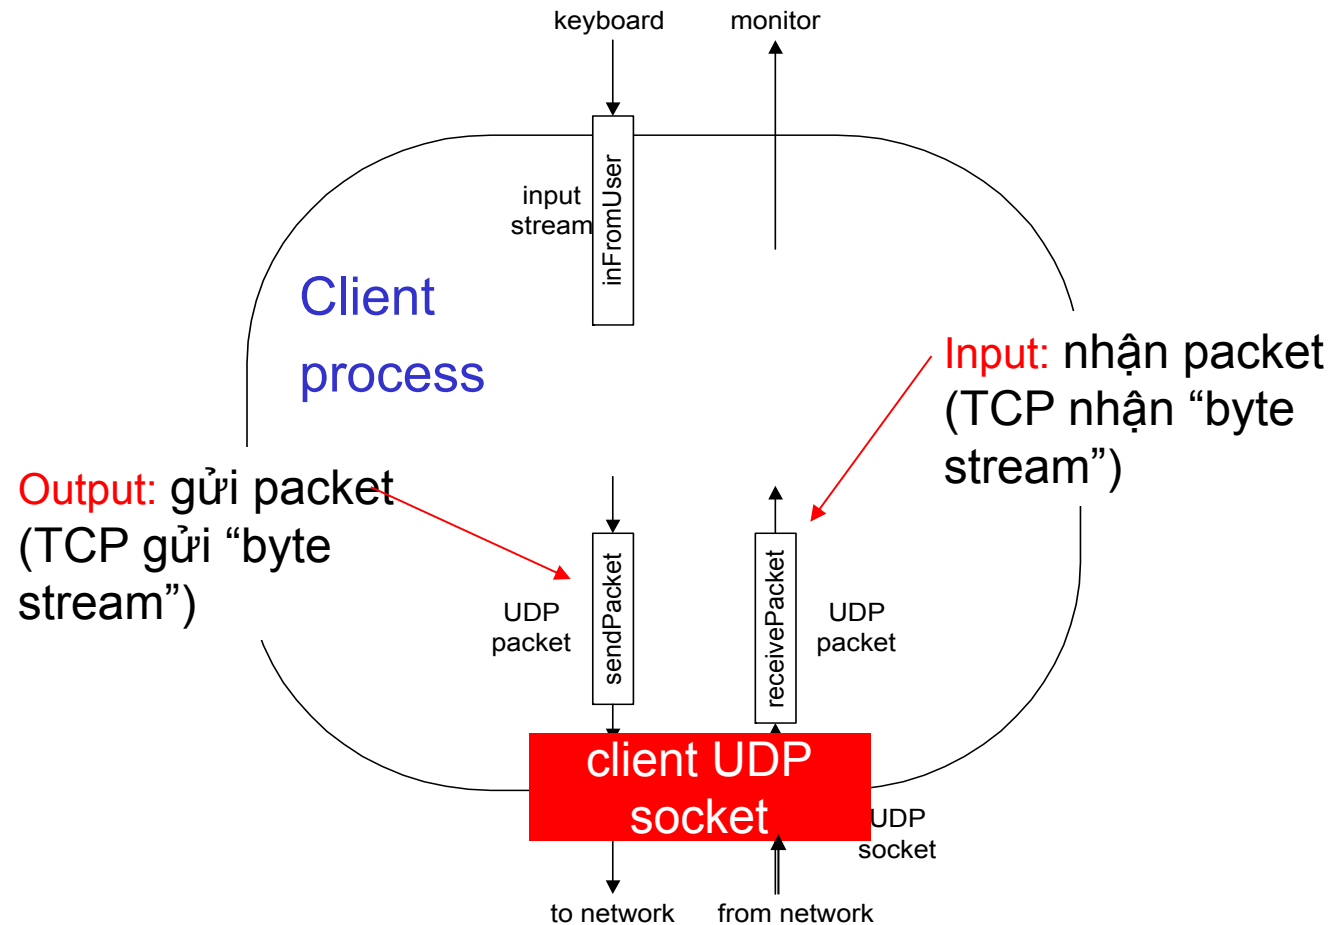 keyboard
monitor
input
stream
inFromUser
Client
process
Input: nhận packet
(TCP nhận “byte
stream”)
Output: gửi packet
(TCP gửi “byte
stream”)
UDP
packet
sendPacket
receivePacket
UDP
packet
client UDP
socket
UDP
socket
to network
from network